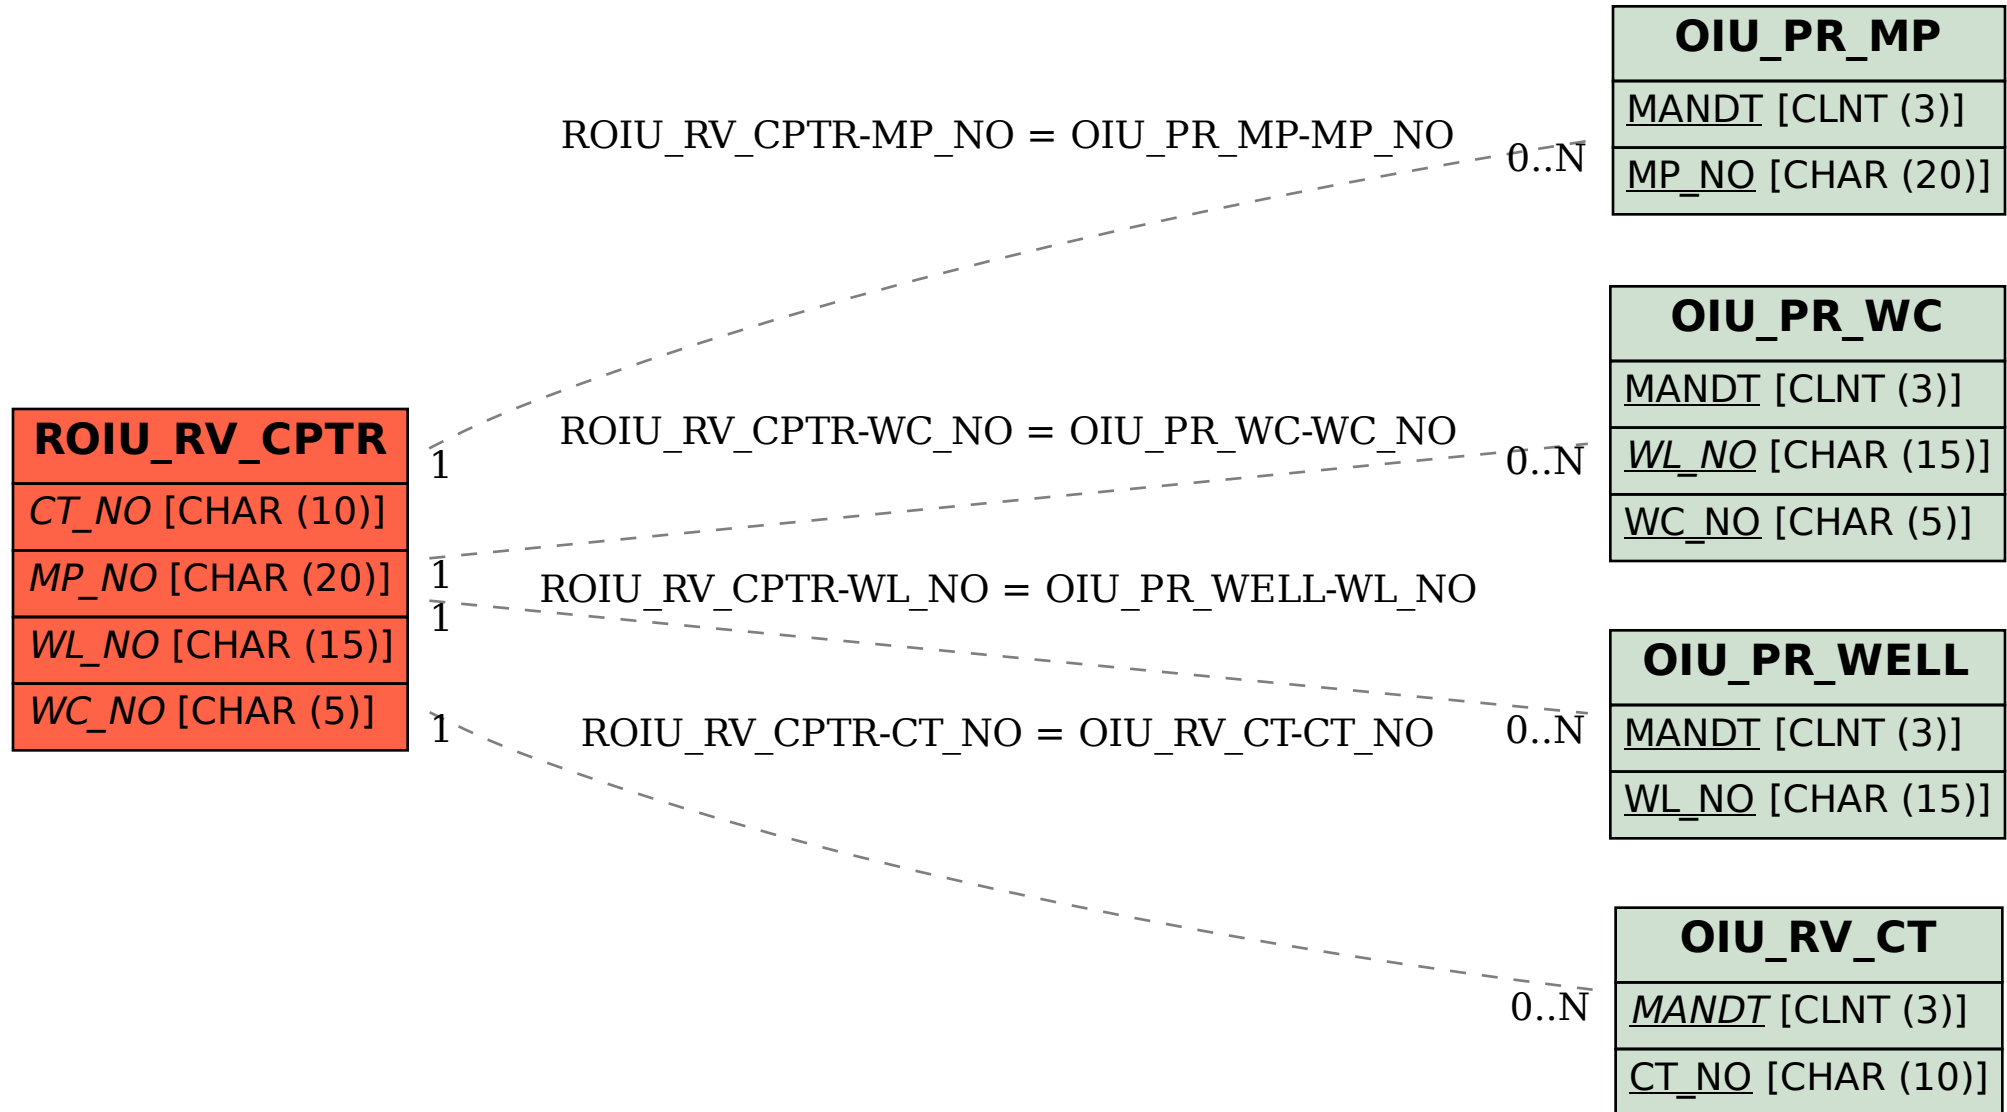 ROIU_RV_CPTR
CT_NO [CHAR (10)]
MP_NO [CHAR (20)]
WL_NO [CHAR (15)]
WC_NO [CHAR (5)]
ROIU_RV_CPTR-MP_NO = OIU_PR_MP-MP_NO
1
0..N
ROIU_RV_CPTR-WC_NO = OIU_PR_WC-WC_NO
1
0..N
ROIU_RV_CPTR-WL_NO = OIU_PR_WELL-WL_NO
1
0..N
ROIU_RV_CPTR-CT_NO = OIU_RV_CT-CT_NO
1
0..N
OIU_PR_MP
MANDT [CLNT (3)]
MP_NO [CHAR (20)]
OIU_PR_WC
MANDT [CLNT (3)]
WL_NO [CHAR (15)]
WC_NO [CHAR (5)]
OIU_PR_WELL
MANDT [CLNT (3)]
WL_NO [CHAR (15)]
OIU_RV_CT
MANDT [CLNT (3)]
CT_NO [CHAR (10)]